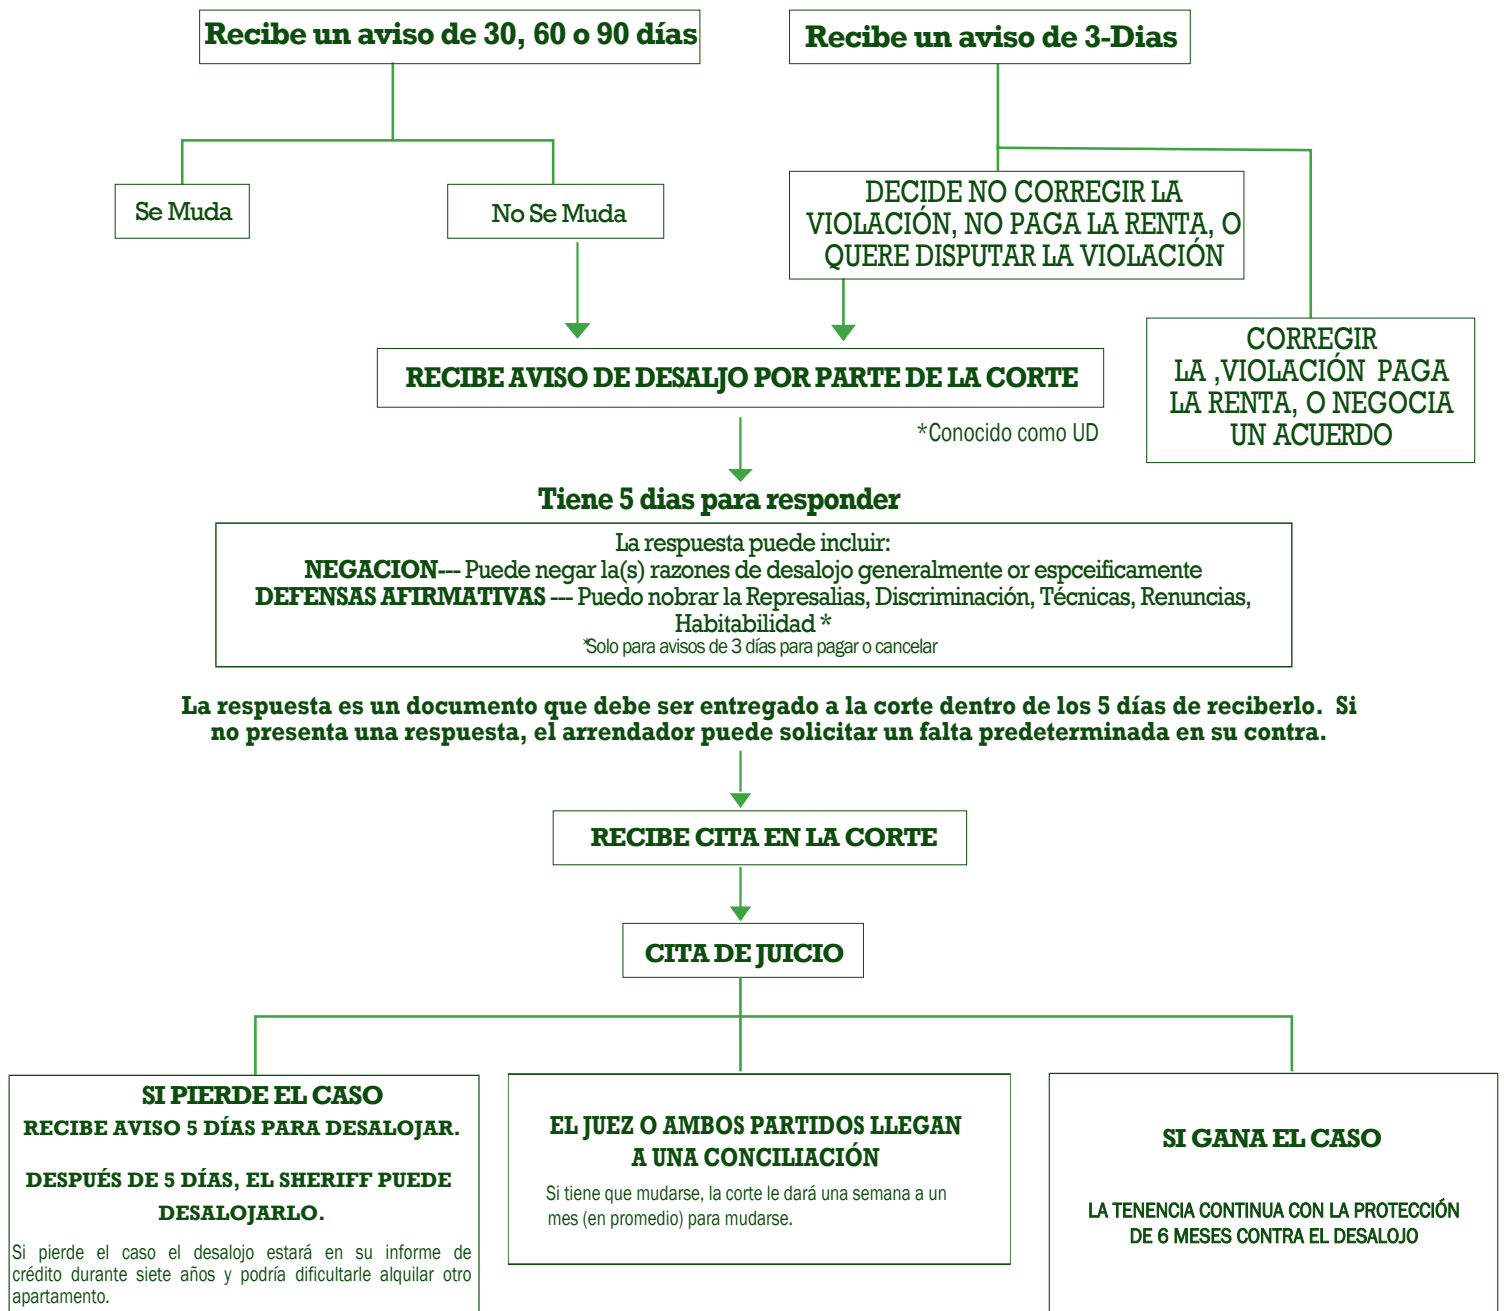 Recibe un aviso de 30, 60 o 90 días
Recibe un aviso de 3-Dias
Se Muda
No Se Muda
DECIDE NO CORREGIR LA
VIOLACIÓN, NO PAGA LA RENTA, O
QUERE DISPUTAR LA VIOLACIÓN
CORREGIR
LA ,VIOLACIÓN PAGA
LA RENTA, O NEGOCIA
UN ACUERDO
RECIBE AVISO DE DESALJO POR PARTE DE LA CORTE
*Conocido como UD
Tiene 5 dias para responder
La respuesta puede incluir:
NEGACION--- Puede negar la(s) razones de desalojo generalmente or espceificamente
DEFENSAS AFIRMATIVAS --- Puedo nobrar la Represalias, Discriminación, Técnicas, Renuncias,
Habitabilidad *
*Solo para avisos de 3 días para pagar o cancelar
La respuesta es un documento que debe ser entregado a la corte dentro de los 5 días de reciberlo. Si
no presenta una respuesta, el arrendador puede solicitar un falta predeterminada en su contra.
RECIBE CITA EN LA CORTE
CITA DE JUICIO
SI PIERDE EL CASO
RECIBE AVISO 5 DÍAS PARA DESALOJAR.
DESPUÉS DE 5 DÍAS, EL SHERIFF PUEDE
DESALOJARLO.
Si pierde el caso el desalojo estará en su informe de
crédito durante siete años y podría dificultarle alquilar otro
apartamento.
EL JUEZ O AMBOS PARTIDOS LLEGAN
A UNA CONCILIACIÓN
Si tiene que mudarse, la corte le dará una semana a un
mes (en promedio) para mudarse.
SI GANA EL CASO
LA TENENCIA CONTINUA CON LA PROTECCIÓN
DE 6 MESES CONTRA EL DESALOJO